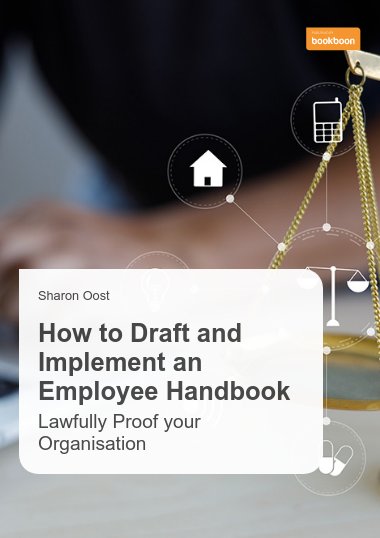 bookboon
Sharon Oost
How to Draft and
Implement an
Employee Handbook
Lawfully Proof your
Organisation